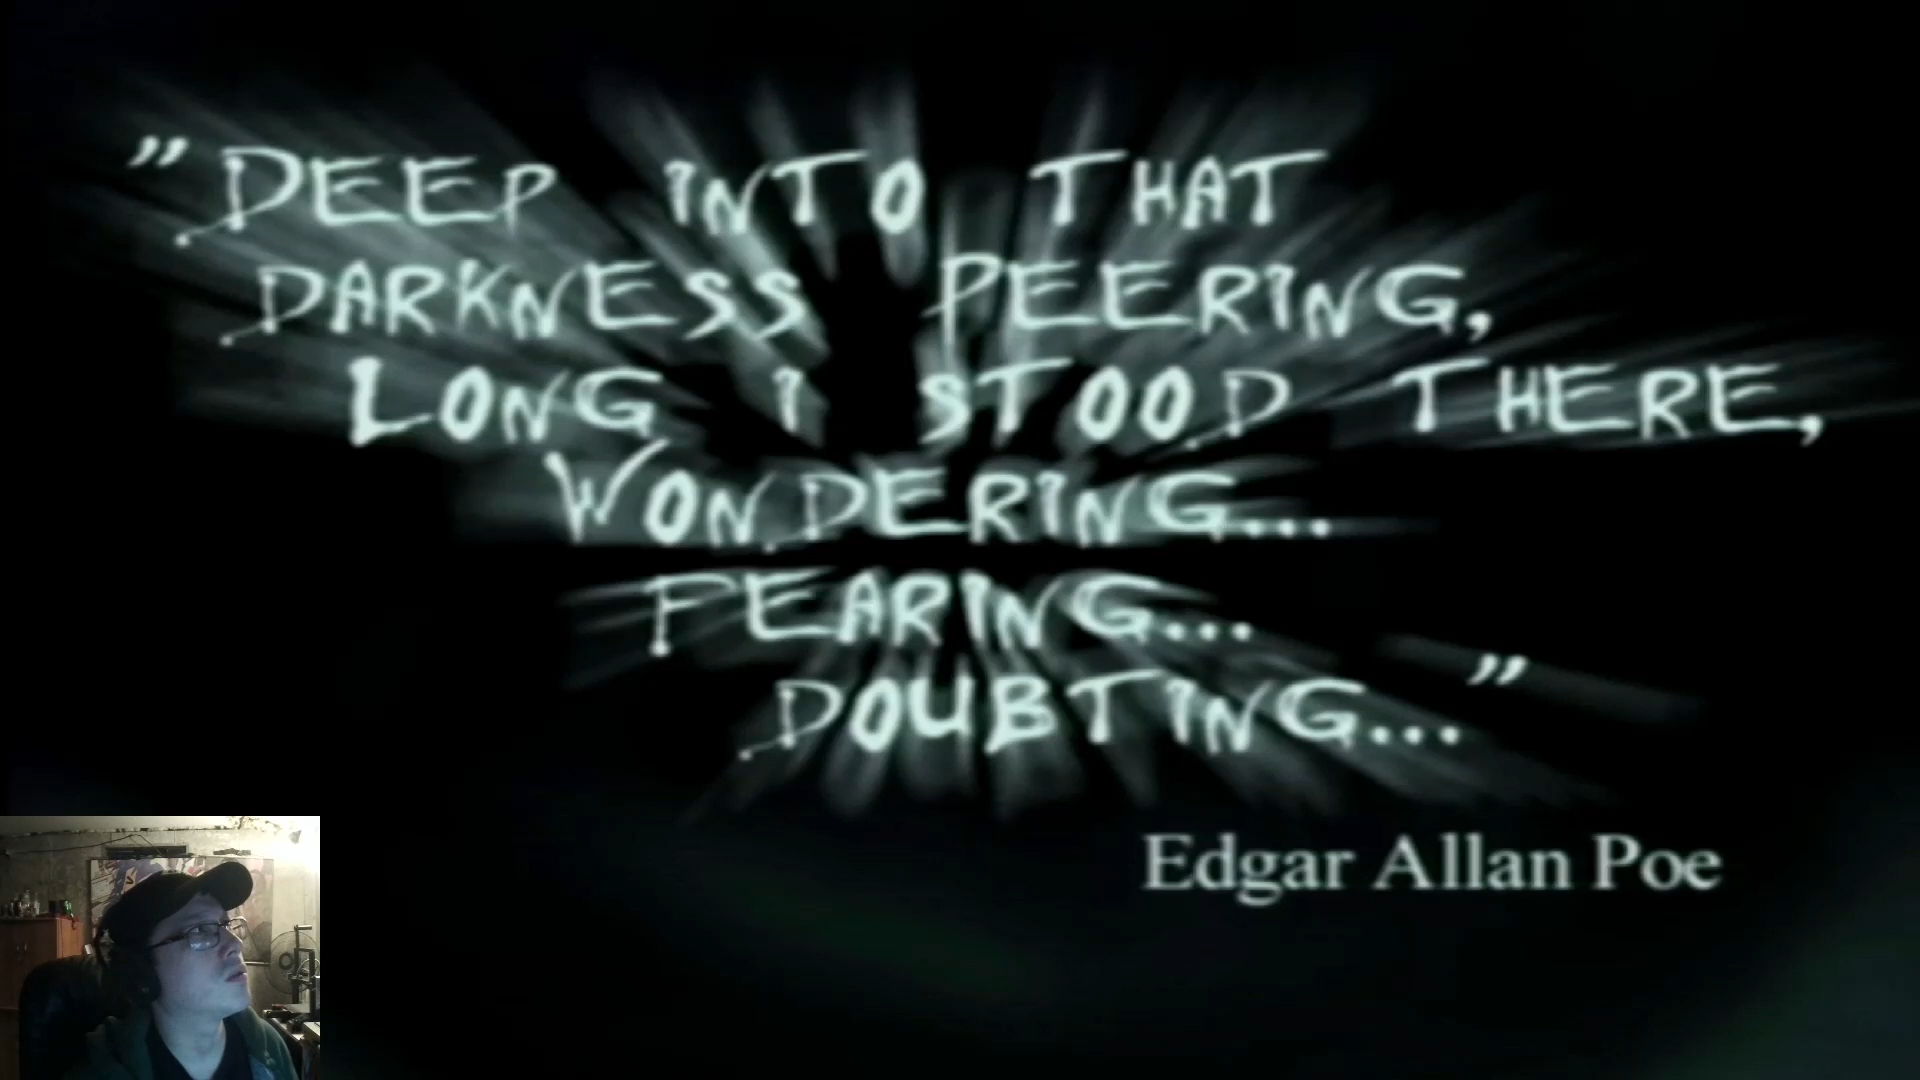 "DEEP INTO THAT
DARKNESS PEERING,
LONG I STOOD THERE,
WONDERING...
FEARING...
DOUBTING..."
Edgar Allan Poe